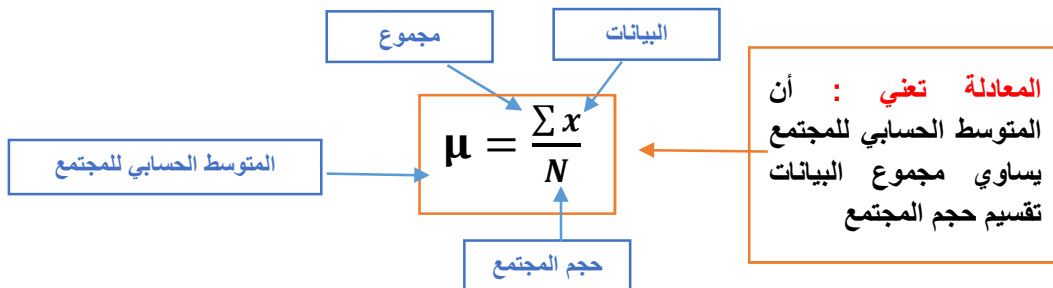 البيانات
مجموع
المعادلة تعني : أن
المتوسط الحسابي للمجتمع
يساوي مجموع البيانات
تقسيم حجم المجتمع
μ = ∑ x / N
المتوسط الحسابي للمجتمع
حجم المجتمع